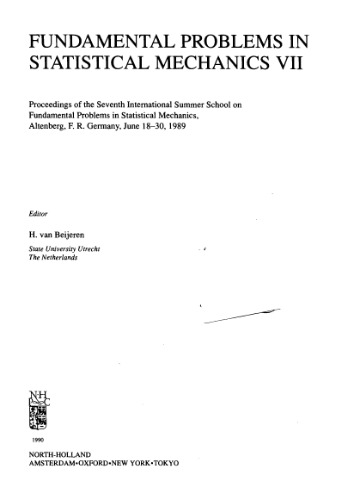 FUNDAMENTAL PROBLEMS IN
STATISTICAL MECHANICS VII
Proceedings of the Seventh International Summer School on
Fundamental Problems in Statistical Mechanics,
Altenberg, F. R. Germany, June 18–30, 1989
Editor
H. van Beijeren
State University Utrecht
The Netherlands
1990
NORTH-HOLLAND
AMSTERDAM•OXFORD•NEW YORK•TOKYO